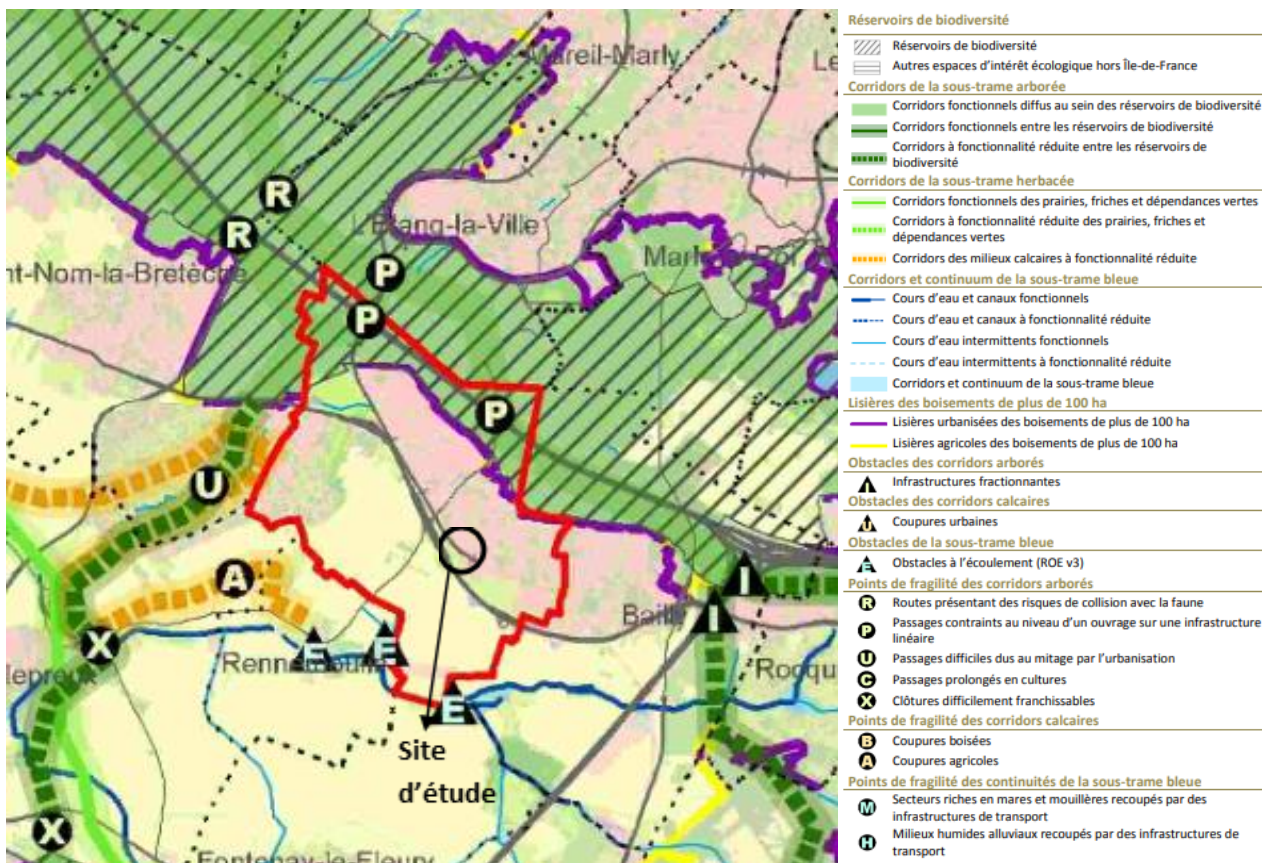 Mareil-Marly
Le
R
R
L'Étang-la-Ville
P
Marly-le-Roi
nt-Nom-la-Bretèche
P
P
U
A
I
I
Bailly
X
E
E
Rennemoulin
Rocqu
lepreux
E
Site
d'étude
X
Fontenay-le-Fleury
Réservoirs de biodiversité
Réservoirs de biodiversité
Autres espaces d'intérêt écologique hors Île-de-France
Corridors de la sous-trame arborée
Corridors fonctionnels diffus au sein des réservoirs de biodiversité
Corridors fonctionnels entre les réservoirs de biodiversité
Corridors à fonctionnalité réduite entre les réservoirs de
biodiversité
Corridors de la sous-trame herbacée
Corridors fonctionnels des prairies, friches et dépendances vertes
Corridors à fonctionnalité réduite des prairies, friches et
dépendances vertes
Corridors des milieux calcaires à fonctionnalité réduite
Corridors et continuum de la sous-trame bleue
Cours d'eau et canaux fonctionnels
Cours d'eau et canaux à fonctionnalité réduite
Cours d'eau intermittents fonctionnels
Cours d'eau intermittents à fonctionnalité réduite
Corridors et continuum de la sous-trame bleue
Lisières des boisements de plus de 100 ha
Lisières urbanisées des boisements de plus de 100 ha
Lisières agricoles des boisements de plus de 100 ha
Obstacles des corridors arborés
Infrastructures fractionnantes
Obstacles des corridors calcaires
Coupures urbaines
Obstacles de la sous-trame bleue
E Obstacles à l'écoulement (ROE v3)
Points de fragilité des corridors arborés
R Routes présentant des risques de collision avec la faune
P Passages contraints au niveau d'un ouvrage sur une infrastructure
linéaire
U Passages difficiles dus au mitage par l'urbanisation
C Passages prolongés en cultures
X Clôtures difficilement franchissables
Points de fragilité des corridors calcaires
B Coupures boisées
A Coupures agricoles
Points de fragilité des continuités de la sous-trame bleue
M Secteurs riches en mares et mouillères recoupés par des
infrastructures de transport
H Milieux humides alluviaux recoupés par des infrastructures de
transport